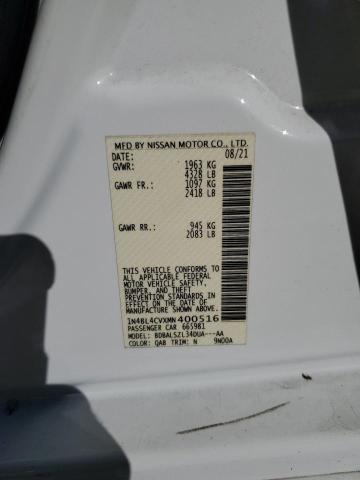 MFD BY NISSAN MOTOR CO., LTD.
DATE: 08/21
GVWR: 1963 KG
4328 LB
GAWR FR.: 1097 KG
2418 LB
GAWR RR.: 945 KG
2083 LB
THIS VEHICLE CONFORMS TO
ALL APPLICABLE FEDERAL
MOTOR VEHICLE SAFETY,
BUMPER, AND THEFT
PREVENTION STANDARDS
IN EFFECT ON THE DATE OF
MANUFACTURE SHOWN ABOVE.
1N4BL4CVXMN400516
PASSENGER CAR 665981
MODEL: BDBALSZL34DUA---AA
COLOR: QAB TRIM: N 9N00A